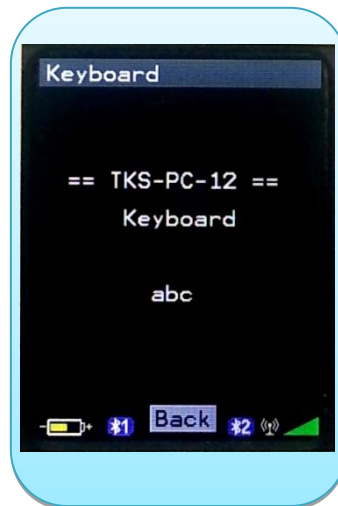 Keyboard
== TKS-PC-12 ==
Keyboard
abc
1 Back 2